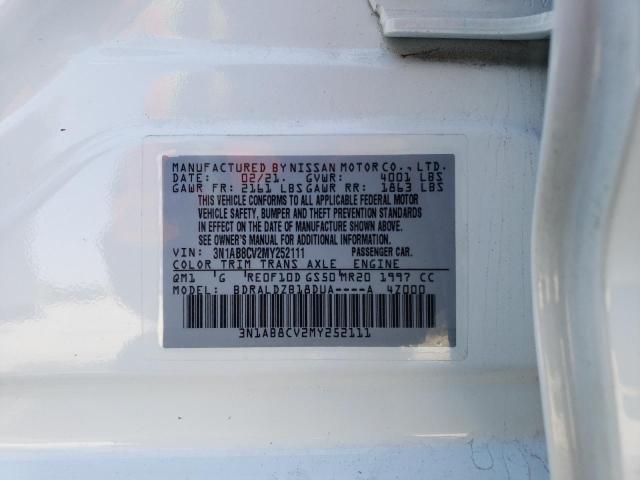 MANUFACTURED BY NISSAN MOTOR CO., LTD.
DATE: 02/21. GVWR: 4001 LBS
GAWR FR: 2161 LBS GAWR RR: 1863 LBS
THIS VEHICLE CONFORMS TO ALL APPLICABLE FEDERAL MOTOR
VEHICLE SAFETY, BUMPER AND THEFT PREVENTION STANDARDS
IN EFFECT ON THE DATE OF MANUFACTURE SHOWN ABOVE.
SEE OWNER'S MANUAL FOR ADDITIONAL INFORMATION.
VIN: 3N1AB8CV2MY252111 PASSENGER CAR.
COLOR TRIM TRANS AXLE ENGINE
QM1 G RE0F10D GS50 MR20 1997 CC
MODEL: BDRALDZB18DUA----A 4Z000
3N1AB8CV2MY252111